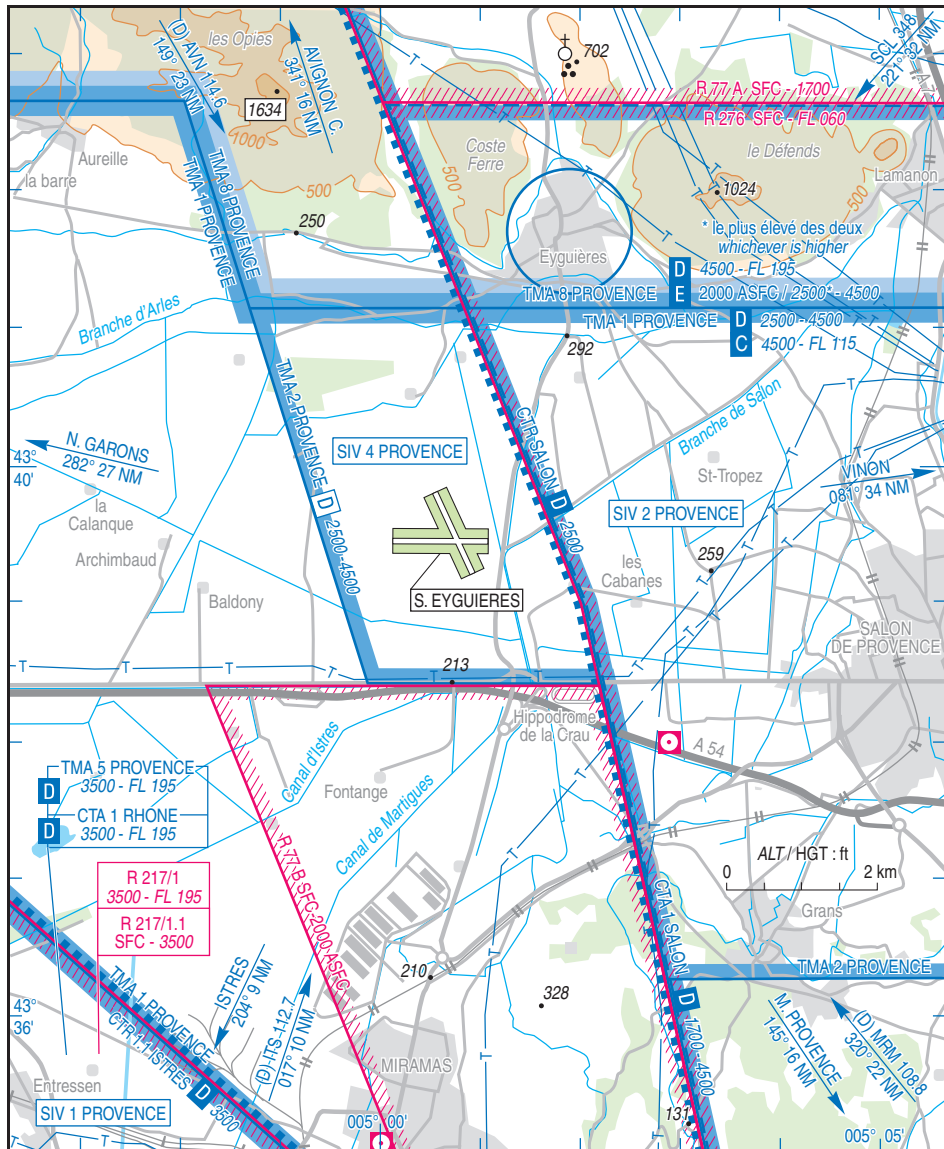 les Opies
(D) AVN 114.6
149° 23 NM
AVIGNON C.
341° 16 NM
702
SCL 348
221° 32 NM
A 7
1634
1000
R 77 A SFC - 1700
R 276 SFC - FL 060
Aureille
la barre
Coste
Ferre
le Défends
Lamanon
500
500
500
1024
250
TMA 8 PROVENCE
TMA 1 PROVENCE
Eyguières
* le plus élevé des deux
whichever is higher
D 4500 - FL 195
TMA 8 PROVENCE E 2000 ASFC / 2500* - 4500
TMA 1 PROVENCE D 2500 - 4500
C 4500 - FL 115
Branche d'Arles
292
TMA 2 PROVENCE D 2500-4500
CTR SALON D 2500
Branche de Salon
N. GARONS
282° 27 NM
SIV 4 PROVENCE
St-Tropez
VINON
081° 34 NM
43°
40'
la
Calanque
SIV 2 PROVENCE
Archimbaud
259
les
Cabanes
Baldony
S. EYGUIERES
SALON
DE PROVENCE
T
T
T
T
T
T
T
213
Hippodrome
de la Crau
A 54
Canal d'Istres
TMA 5 PROVENCE
D 3500 - FL 195
CTA 1 RHONE
D 3500 - FL 195
Fontange
Canal de Martigues
R 77 B SFC-2000 ASFC
ALT / HGT : ft
0 2 km
R 217/1
3500 - FL 195
R 217/1.1
SFC - 3500
CTA 1 SALON D 1700 - 4500
Grans
TMA 2 PROVENCE
210
328
TMA 1 PROVENCE
CTR 1.1 ISTRES D 3500
ISTRES
204° 9 NM
(D) ITS 112.7
017° 10 NM
43°
36'
M. PROVENCE
145° 16 NM
(D) MRM 108.8
320° 22 NM
MIRAMAS
Entressen
SIV 1 PROVENCE
131
005° 00'
005° 05'